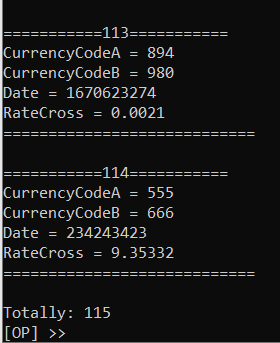 ===========113===========
CurrencyCodeA = 894
CurrencyCodeB = 980
Date = 1670623274
RateCross = 0.0021
============================
===========114===========
CurrencyCodeA = 555
CurrencyCodeB = 666
Date = 234243423
RateCross = 9.35332
============================
Totally: 115
[OP] >>